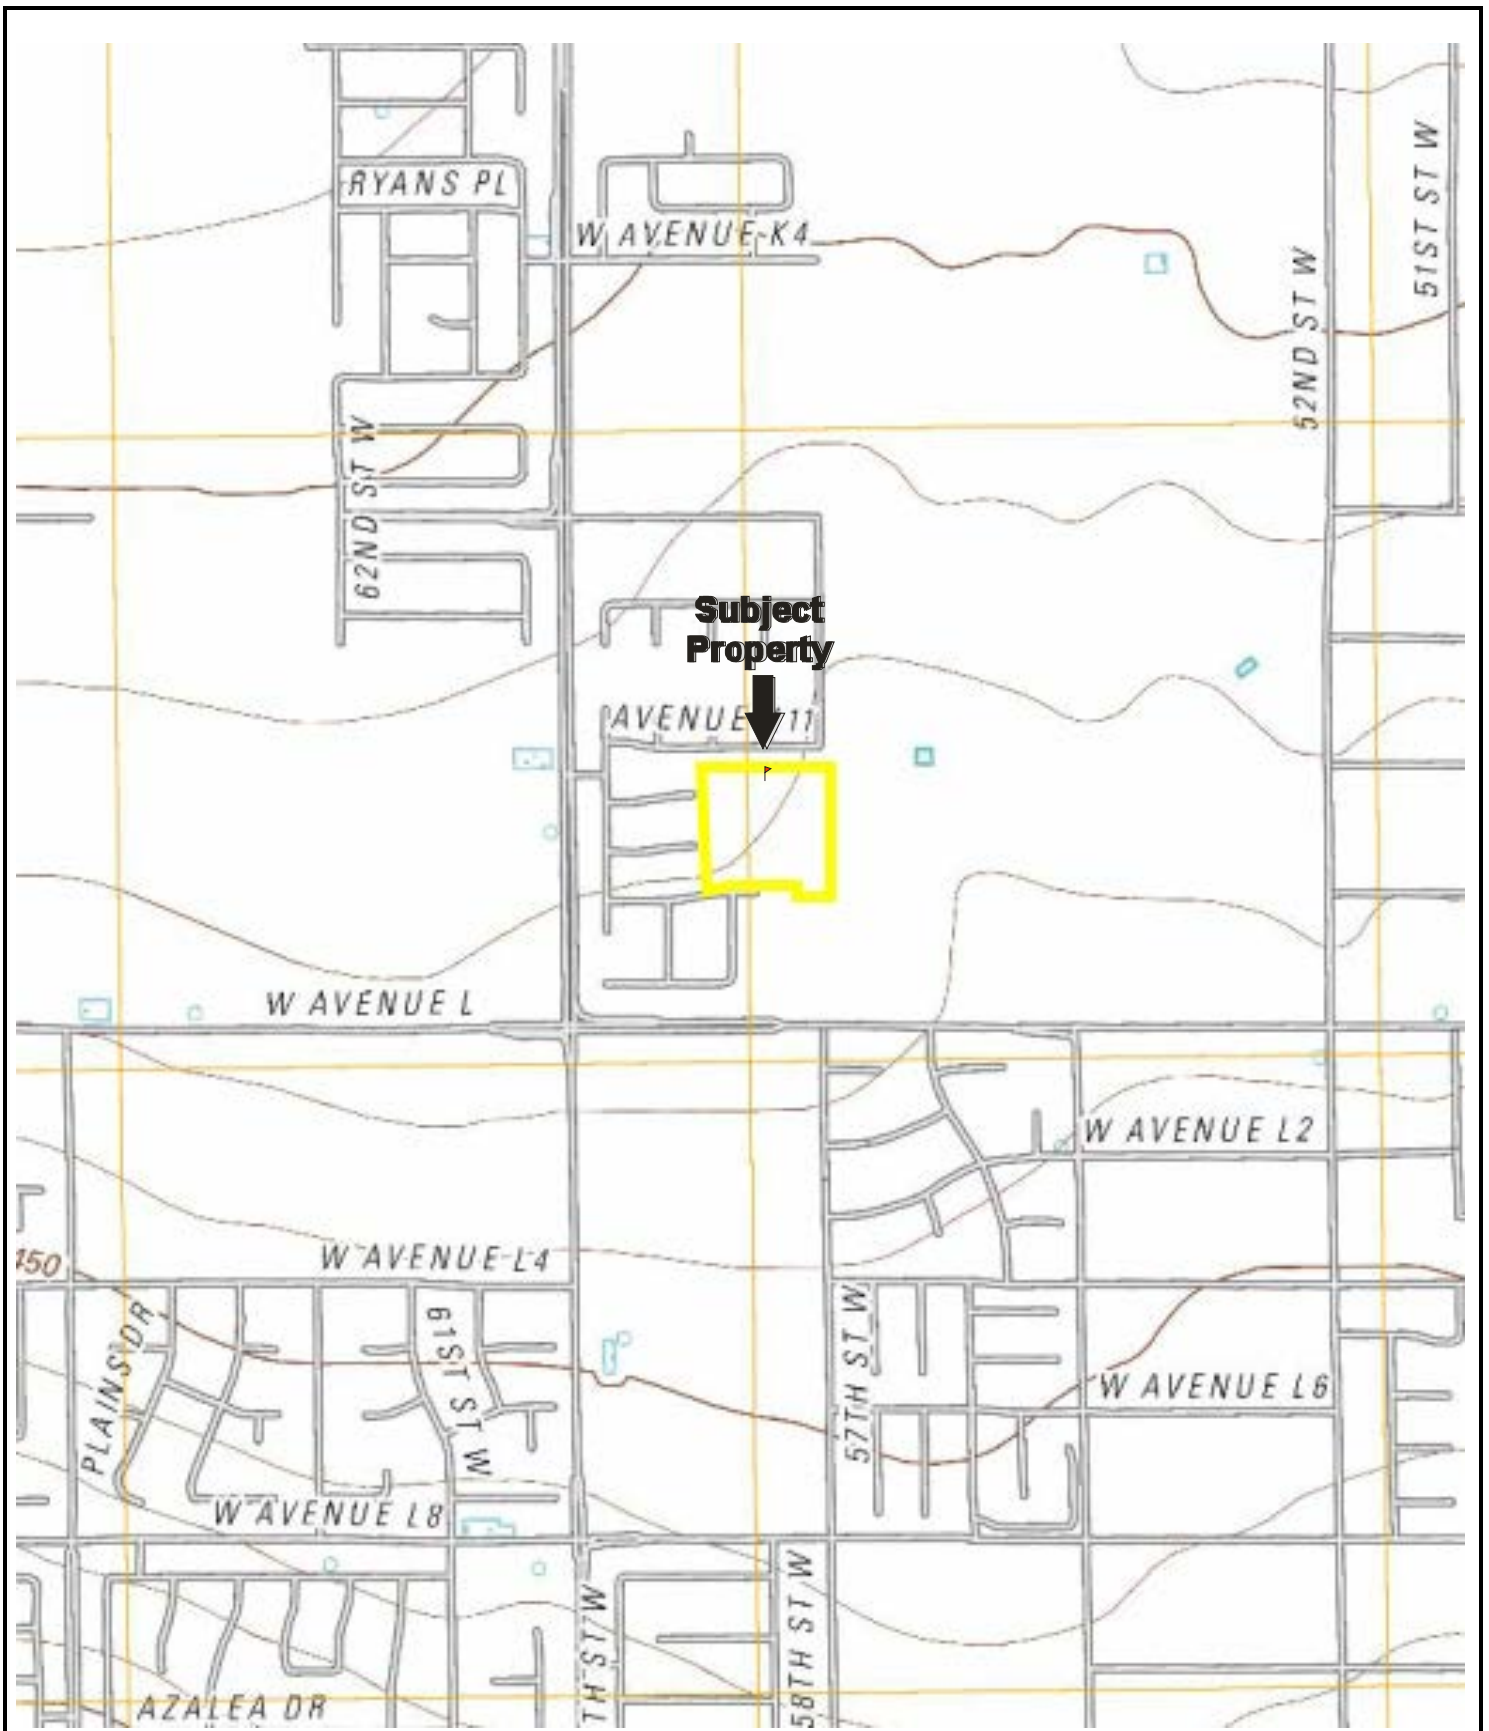 RYANS PL
W AVENUE K4
51ST ST W
52ND ST W
62ND ST W
Subject
Property
AVENUE 11
W AVENUE L
W AVENUE L2
W AVENUE L4
450
PLAINS DR
61ST ST W
57TH ST W
W AVENUE L6
W AVENUE L8
TH ST W
58TH ST W
AZALEA DR